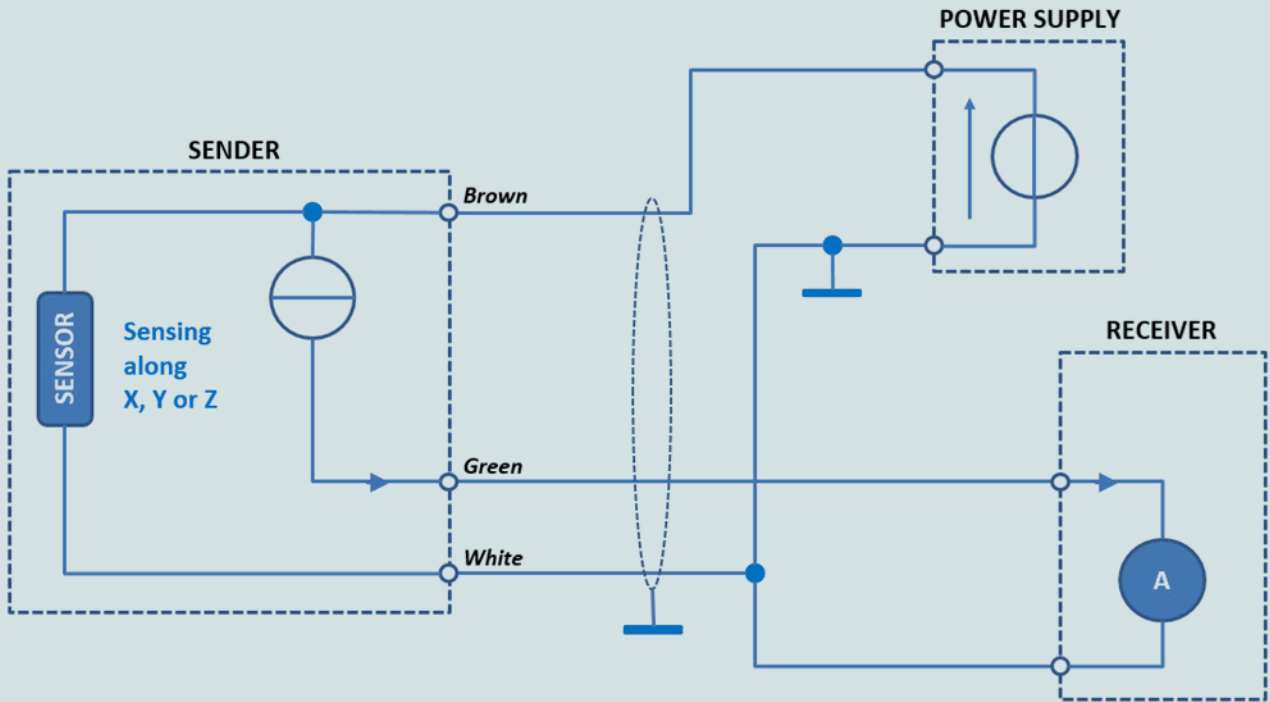 POWER SUPPLY
SENDER
Brown
SENSOR
Sensing
along
X, Y or Z
RECEIVER
Green
White
A